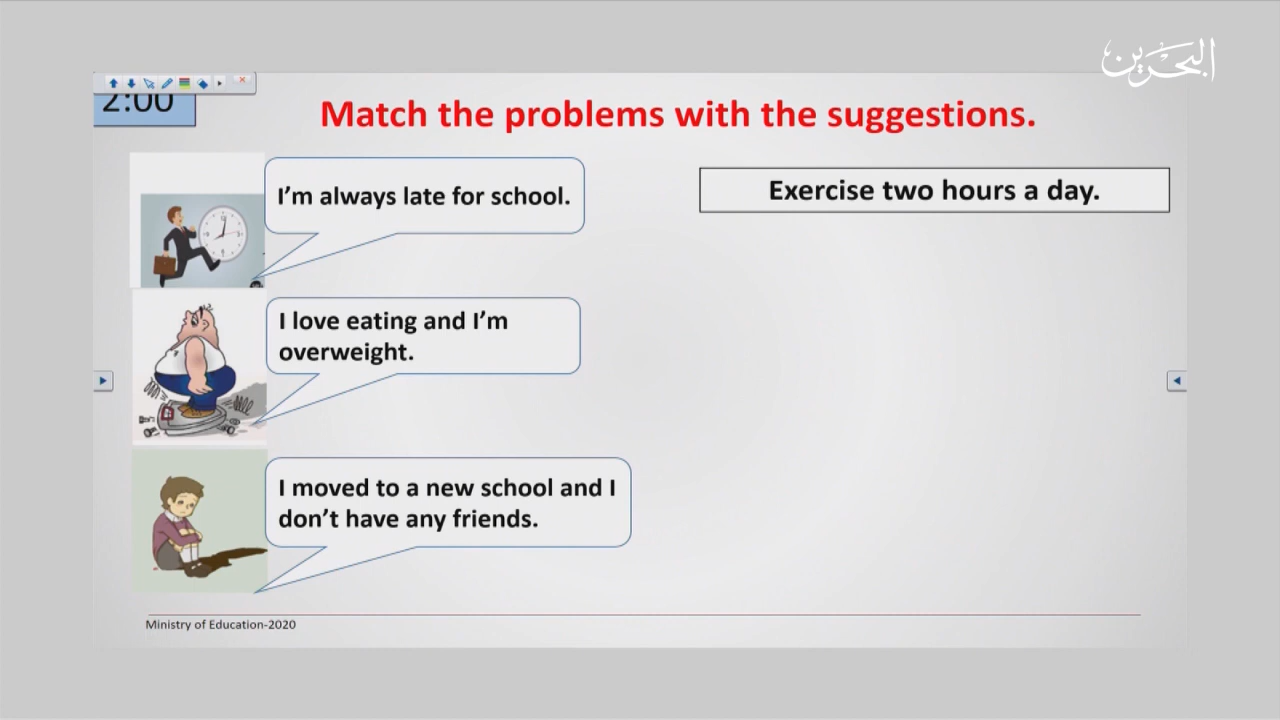 البحرين
2:00
Match the problems with the suggestions.
I’m always late for school.
Exercise two hours a day.
I love eating and I’m
overweight.
I moved to a new school and I
don’t have any friends.
Ministry of Education-2020